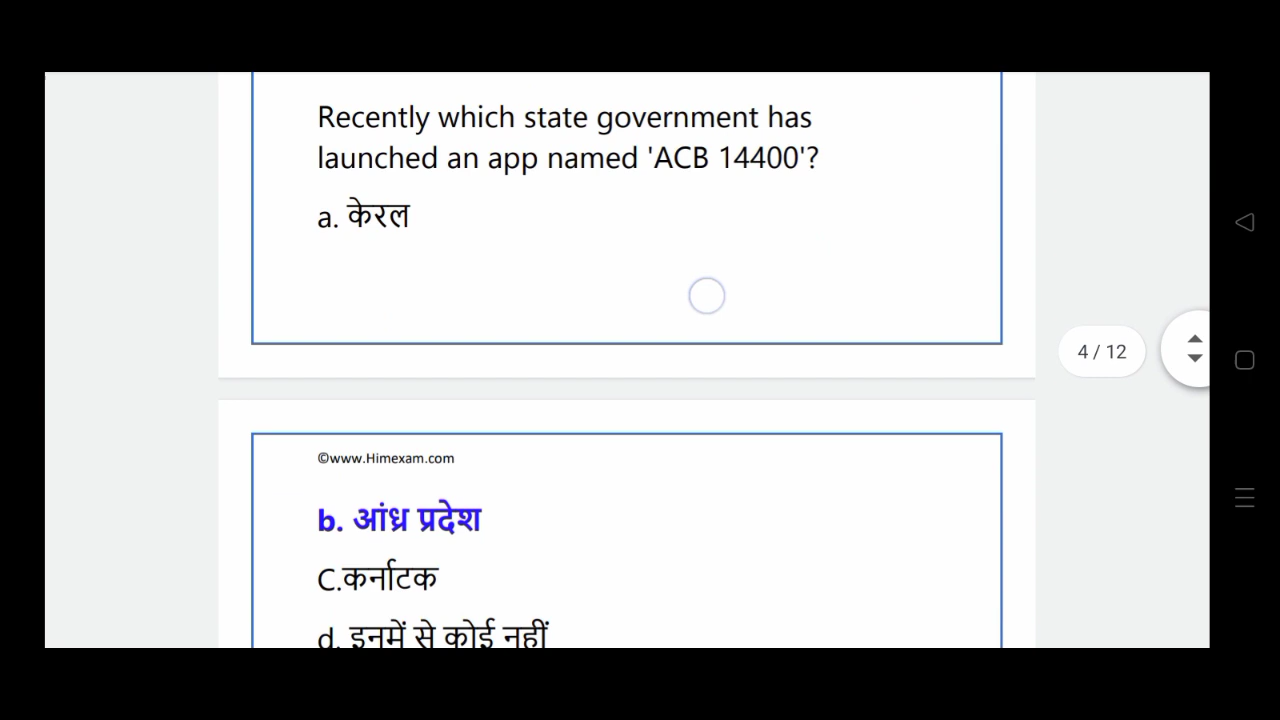 Recently which state government has
launched an app named 'ACB 14400'?
a. केरल
4 / 12
©www.Himexam.com
b. आंध्र प्रदेश
C.कर्नाटक
d. इनमें से कोई नहीं